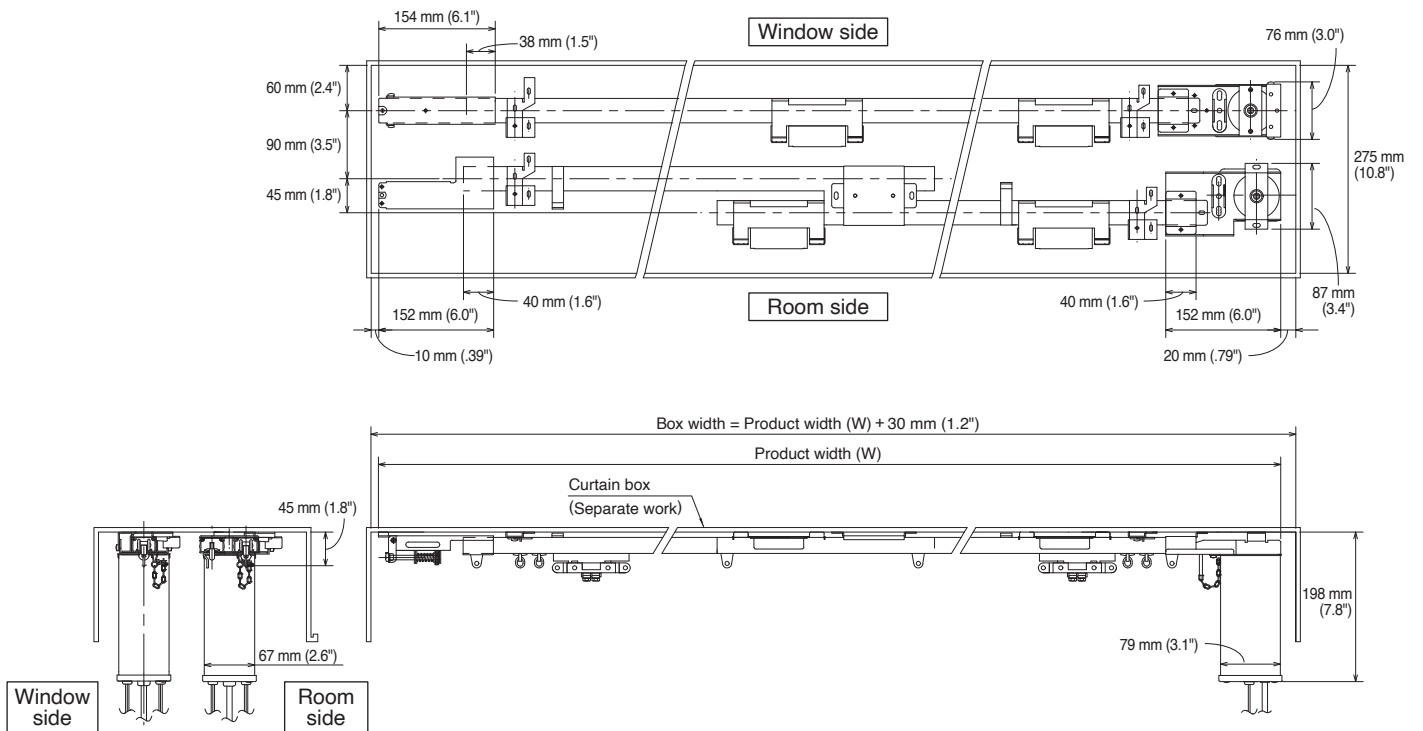 154 mm (6.1")
38 mm (1.5")
Window side
76 mm (3.0")
60 mm (2.4")
90 mm (3.5")
45 mm (1.8")
275 mm
(10.8")
40 mm (1.6")
152 mm (6.0")
10 mm (.39")
Room side
40 mm (1.6")
152 mm (6.0")
20 mm (.79")
87 mm
(3.4")
Box width = Product width (W) + 30 mm (1.2")
Product width (W)
Curtain box
(Separate work)
45 mm (1.8")
198 mm
(7.8")
67 mm (2.6")
79 mm (3.1")
Window
side
Room
side